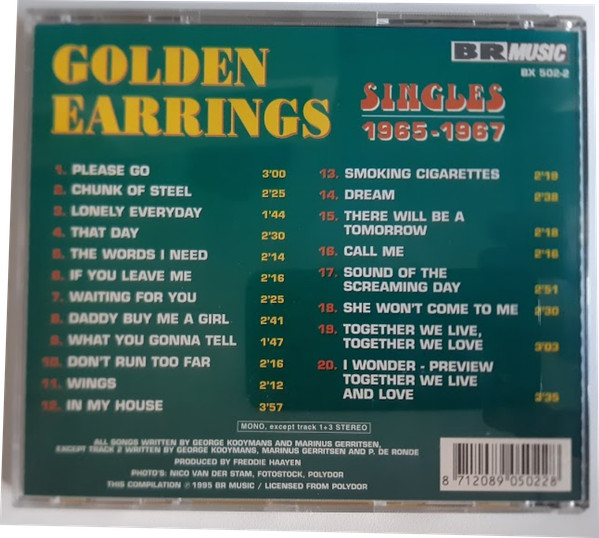 GOLDEN
EARRINGS
BR MUSIC
BX 502-2
SINGLES
1965-1967
1. PLEASE GO 3'00
2. CHUNK OF STEEL 2'25
3. LONELY EVERYDAY 1'44
4. THAT DAY 2'30
5. THE WORDS I NEED 2'14
6. IF YOU LEAVE ME 2'16
7. WAITING FOR YOU 2'25
8. DADDY BUY ME A GIRL 2'41
9. WHAT YOU GONNA TELL 1'47
10. DON'T RUN TOO FAR 2'16
11. WINGS 2'12
12. IN MY HOUSE 3'57
13. SMOKING CIGARETTES 2'19
14. DREAM 2'38
15. THERE WILL BE A
TOMORROW 2'18
16. CALL ME 2'16
17. SOUND OF THE
SCREAMING DAY 2'51
18. SHE WON'T COME TO ME 2'30
19. TOGETHER WE LIVE,
TOGETHER WE LOVE 3'03
20. I WONDER - PREVIEW
TOGETHER WE LIVE
AND LOVE 3'35
MONO, except track 1+3 STEREO
ALL SONGS WRITTEN BY GEORGE KOOYMANS AND MARINUS GERRITSEN,
EXCEPT TRACK 2 WRITTEN BY GEORGE KOOYMANS, MARINUS GERRITSEN AND P. DE RONDE
PRODUCED BY FREDDIE HAAYEN
PHOTO'S: NICO VAN DER STAM, FOTOSTOCK, POLYDOR
THIS COMPILATION ℗ 1995 BR MUSIC / LICENSED FROM POLYDOR
8 712089 050228